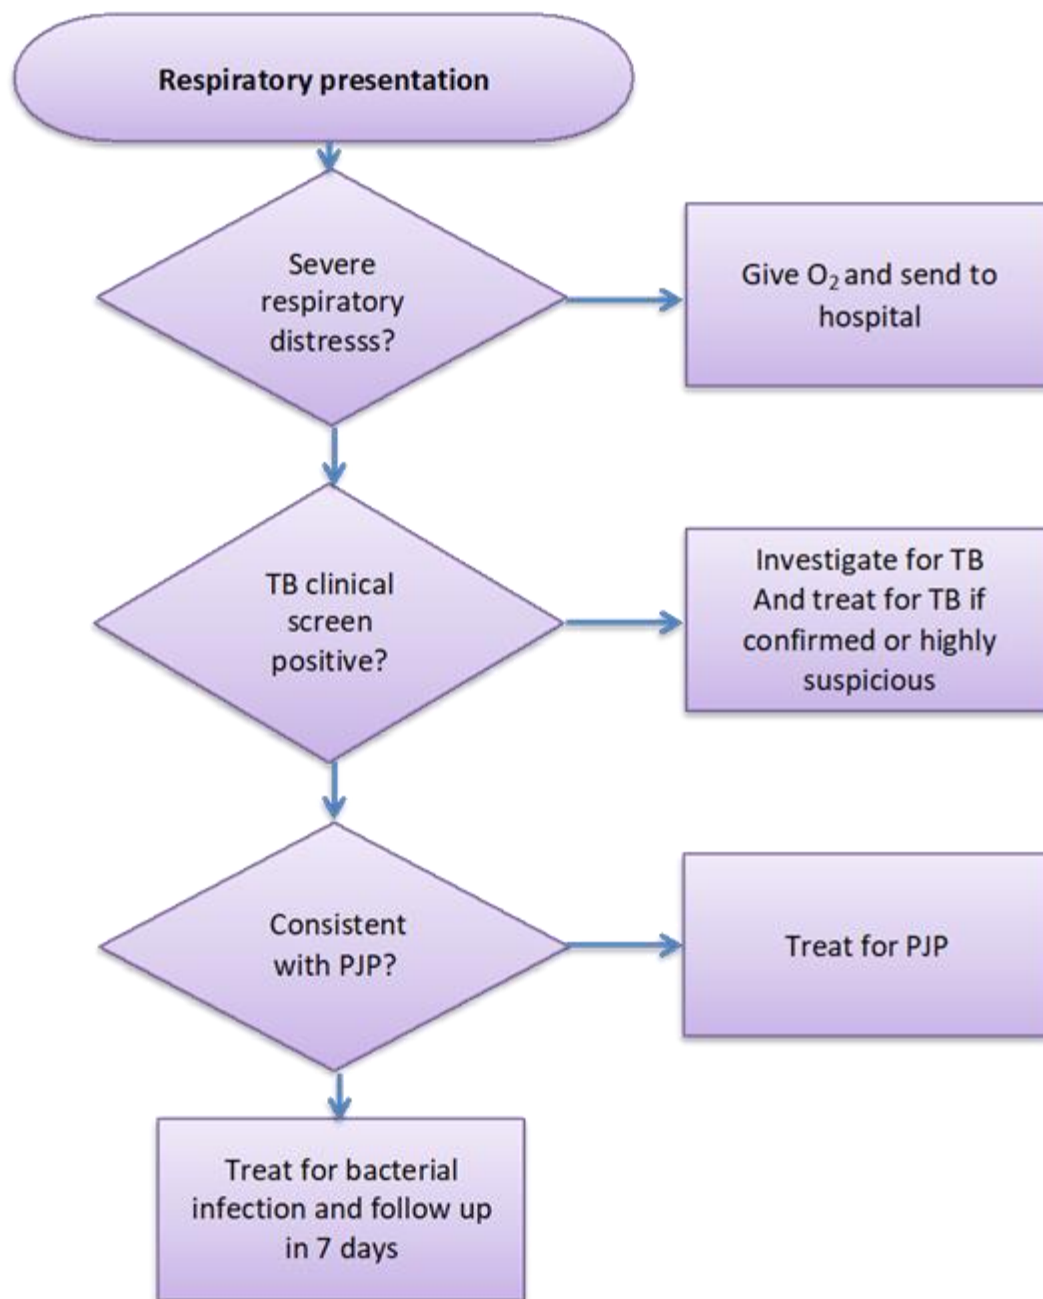 Respiratory presentation
Severe
respiratory
distresss?
Give O₂ and send to
hospital
TB clinical
screen
positive?
Investigate for TB
And treat for TB if
confirmed or highly
suspicious
Consistent
with PJP?
Treat for PJP
Treat for bacterial
infection and follow up
in 7 days